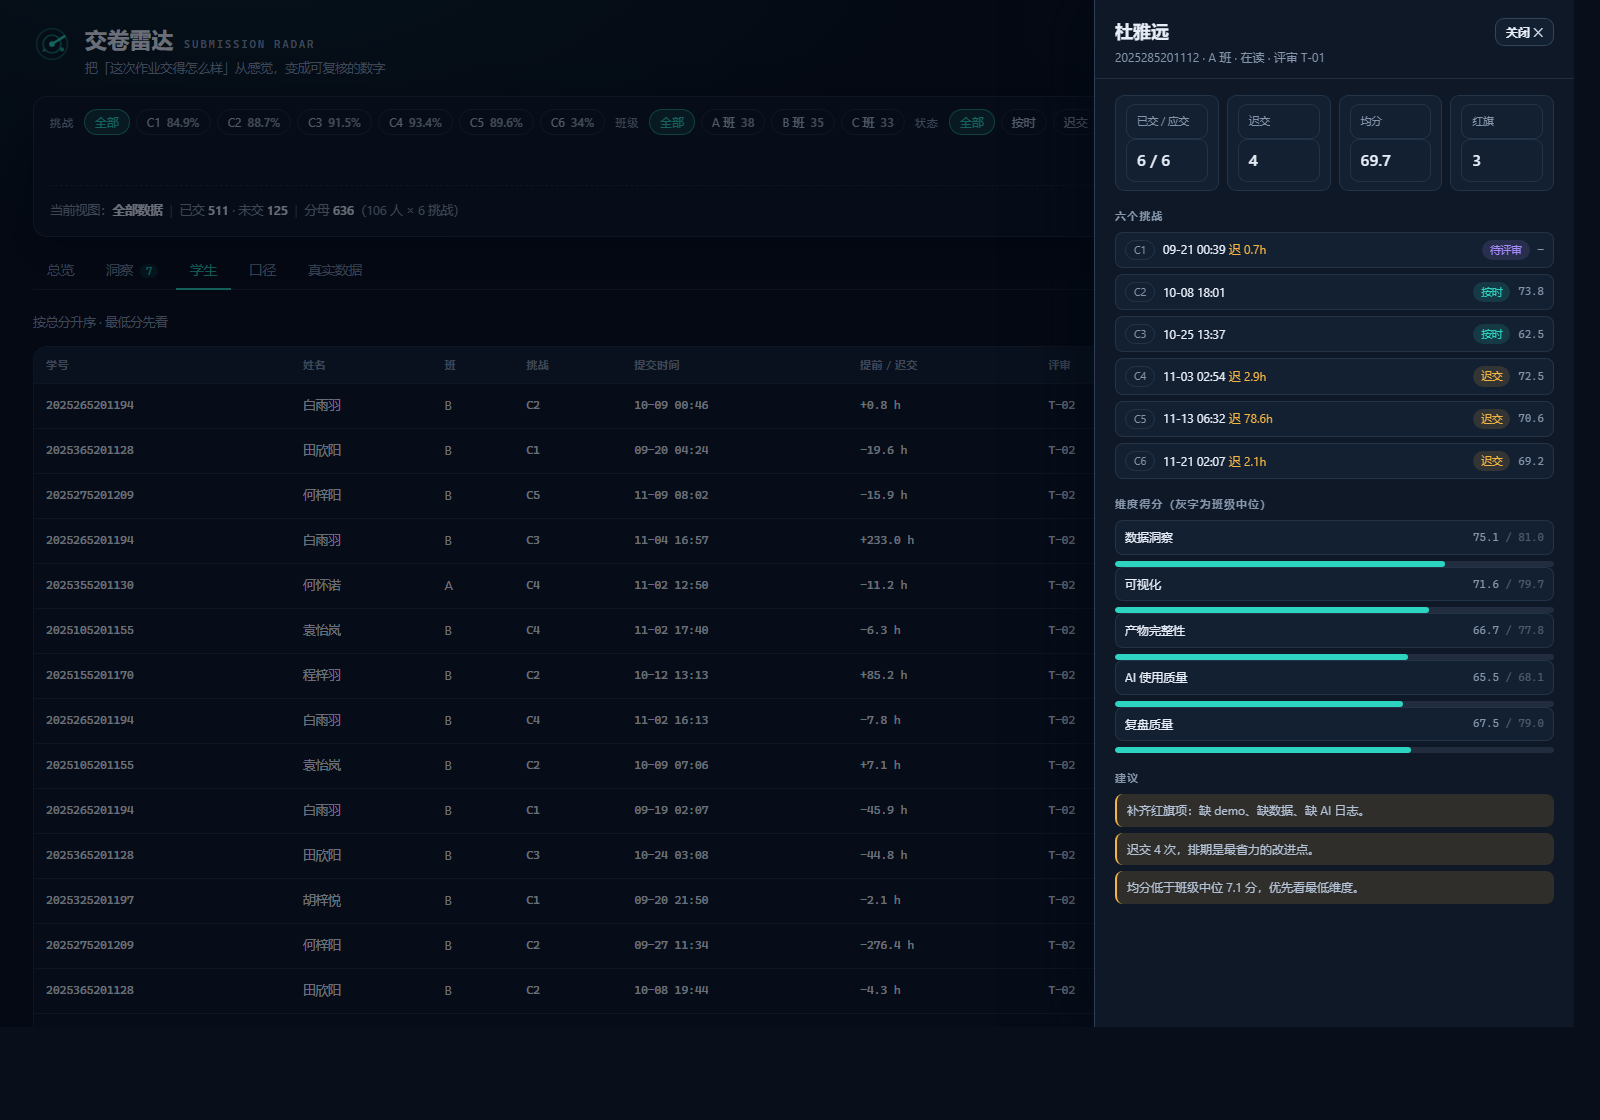 交卷雷达 SUBMISSION RADAR
把「这次作业交得怎么样」从感觉，变成可复核的数字
挑战 全部 C1 84.9% C2 88.7% C3 91.5% C4 93.4% C5 89.6% C6 34% 班级 全部 A 班 38 B 班 35 C 班 33 状态 全部 按时 迟交
当前视图：全部数据 | 已交 511 · 未交 125 | 分母 636（106 人 × 6 挑战）
总览 洞察 7 学生 口径 真实数据
按总分升序 · 最低分先看
学号 姓名 班 挑战 提交时间 提前 / 迟交 评审
2025265201194 白雨羽 B C2 10-09 00:46 +0.8 h T-02
2025365201128 田欣阳 B C1 09-20 04:24 −19.6 h T-02
2025275201209 何梓阳 B C5 11-09 08:02 −15.9 h T-02
2025265201194 白雨羽 B C3 11-04 16:57 +233.0 h T-02
2025355201130 何怀诺 A C4 11-02 12:50 −11.2 h T-02
2025105201155 袁怡岚 B C4 11-02 17:40 −6.3 h T-02
2025155201170 程梓羽 B C2 10-12 13:13 +85.2 h T-02
2025265201194 白雨羽 B C4 11-02 16:13 −7.8 h T-02
2025105201155 袁怡岚 B C2 10-09 07:06 +7.1 h T-02
2025265201194 白雨羽 B C1 09-19 02:07 −45.9 h T-02
2025365201128 田欣阳 B C3 10-24 03:08 −44.8 h T-02
2025325201197 胡梓悦 B C1 09-20 21:50 −2.1 h T-02
2025275201209 何梓阳 B C2 09-27 11:34 −276.4 h T-02
2025365201128 田欣阳 B C2 10-08 19:44 −4.3 h T-02
杜雅远 关闭 ✕
2025285201112 · A 班 · 在读 · 评审 T-01
已交 / 应交 迟交 均分 红旗
6 / 6 4 69.7 3
六个挑战
C1 09-21 00:39 迟 0.7h 待评审 —
C2 10-08 18:01 按时 73.8
C3 10-25 13:37 按时 62.5
C4 11-03 02:54 迟 2.9h 迟交 72.5
C5 11-13 06:32 迟 78.6h 迟交 70.6
C6 11-21 02:07 迟 2.1h 迟交 69.2
维度得分（灰字为班级中位）
数据洞察 75.1 / 81.0
可视化 71.6 / 79.7
产物完整性 66.7 / 77.8
AI 使用质量 65.5 / 68.1
复盘质量 67.5 / 79.0
建议
补齐红旗项：缺 demo、缺数据、缺 AI 日志。
迟交 4 次，排期是最省力的改进点。
均分低于班级中位 7.1 分，优先看最低维度。